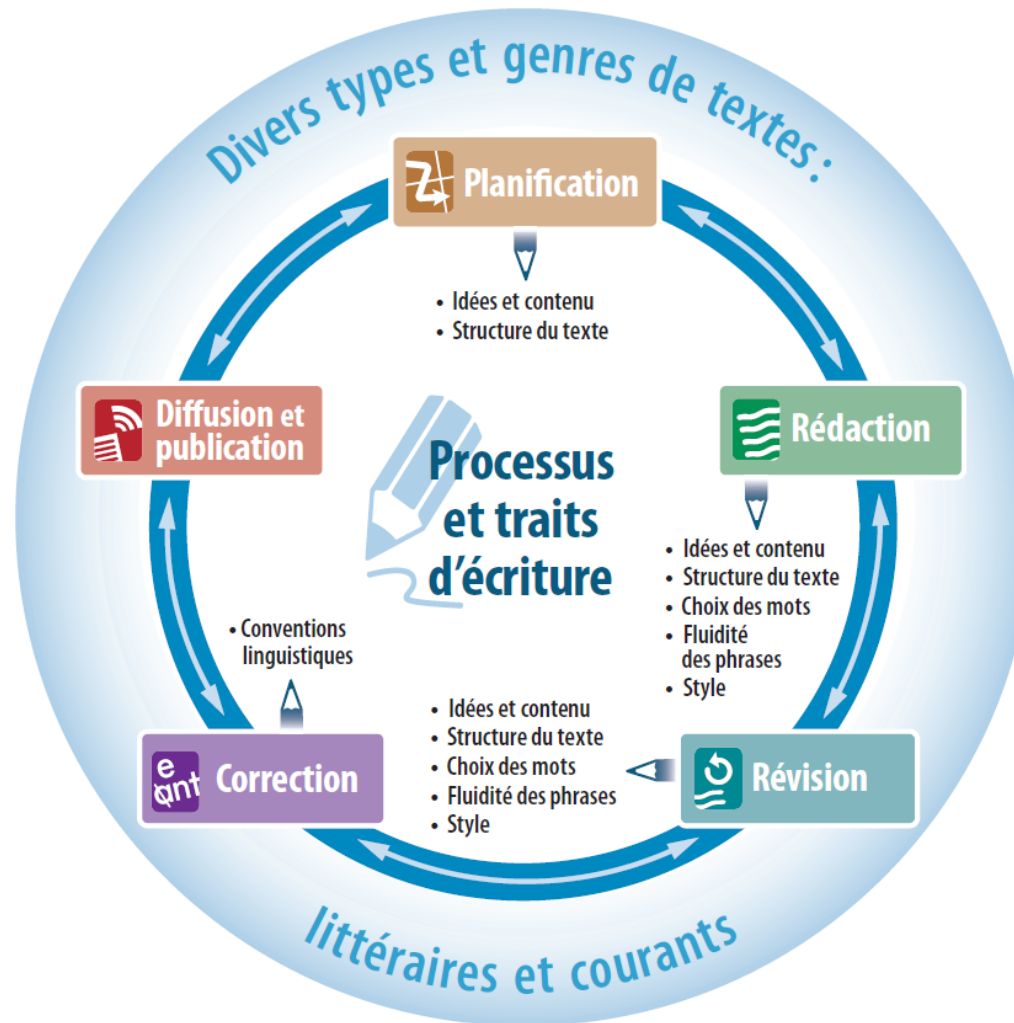 Divers types et genres de textes :
Planification
• Idées et contenu
• Structure du texte
Rédaction
• Idées et contenu
• Structure du texte
• Choix des mots
• Fluidité
des phrases
• Style
Révision
• Idées et contenu
• Structure du texte
• Choix des mots
• Fluidité des phrases
• Style
e
ant
Correction
• Conventions
linguistiques
Diffusion et
publication
Processus
et traits
d'écriture
littéraires et courants